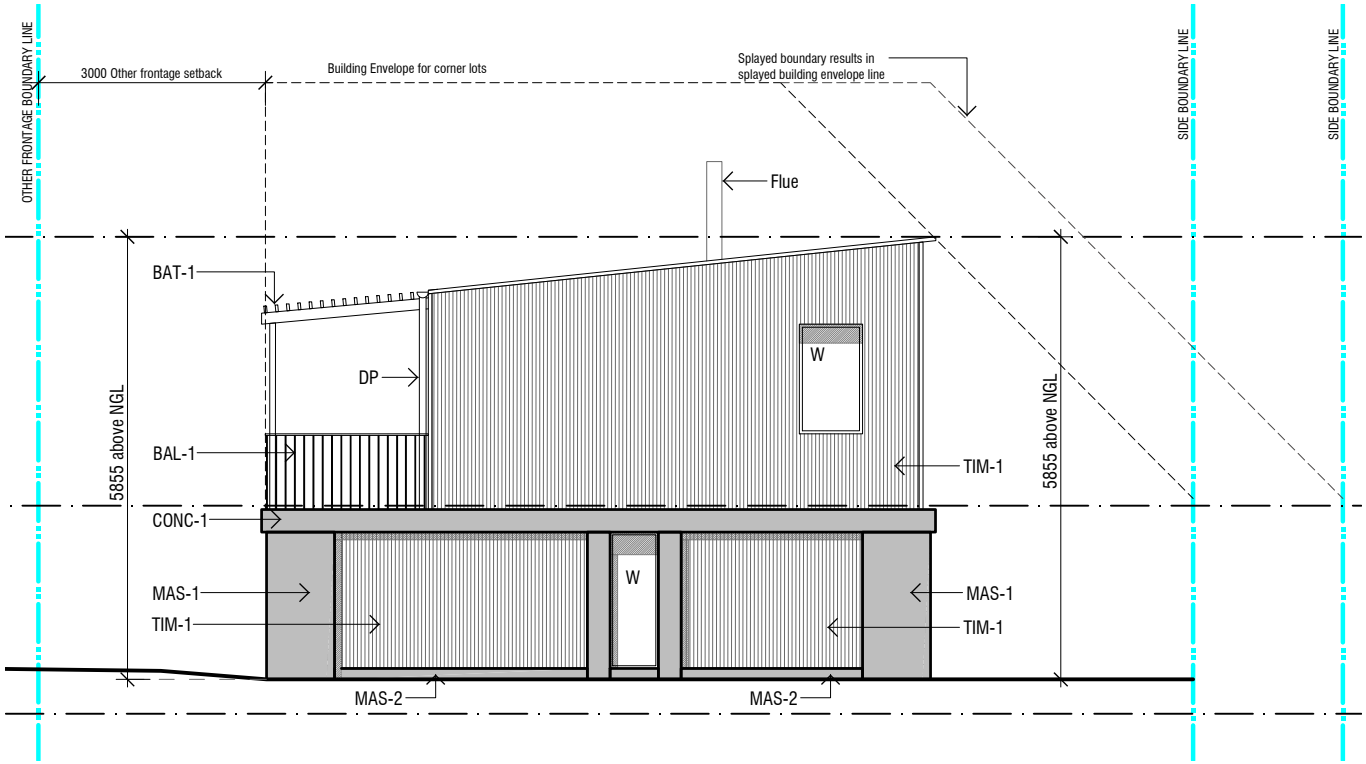 OTHER FRONTAGE BOUNDARY LINE
3000 Other frontage setback
Building Envelope for corner lots
Splayed boundary results in
splayed building envelope line
SIDE BOUNDARY LINE
SIDE BOUNDARY LINE
Flue
BAT-1
W
DP
5855 above NGL
5855 above NGL
BAL-1
TIM-1
CONC-1
W
MAS-1
MAS-1
TIM-1
TIM-1
MAS-2
MAS-2